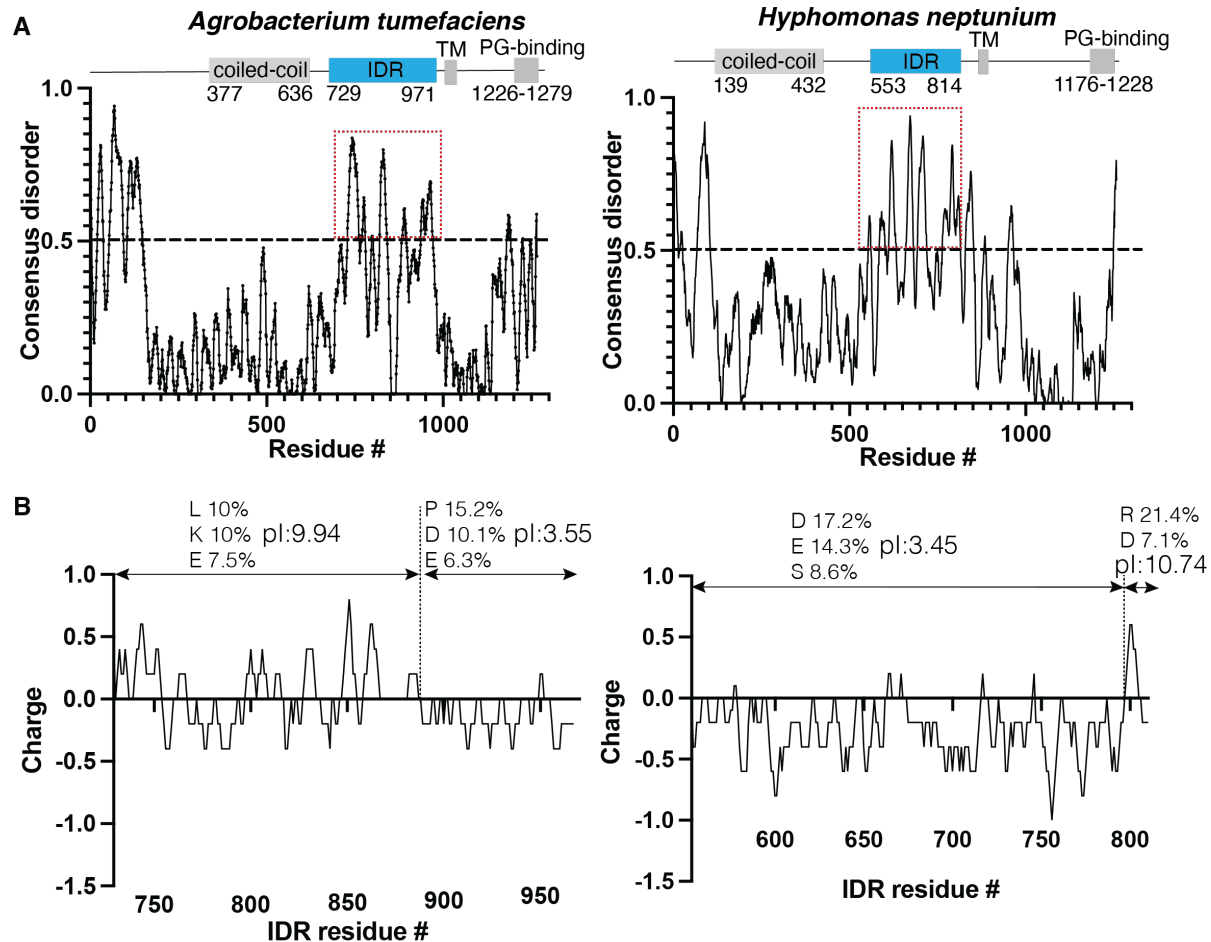 A
Agrobacterium tumefaciens
TM
PG-binding
coiled-coil
IDR
377 636 729 971 1226-1279
1.0
0.5
0.0
Consensus disorder
0 500 1000
Residue #
Hyphomonas neptunium
TM
PG-binding
coiled-coil
IDR
139 432 553 814 1176-1228
1.0
0.5
0.0
Consensus disorder
0 500 1000
Residue #
B
L 10%
K 10% pI:9.94
E 7.5%
P 15.2%
D 10.1% pI:3.55
E 6.3%
1.0
0.5
0.0
-0.5
-1.0
-1.5
Charge
750 800 850 900 950
IDR residue #
D 17.2%
E 14.3% pI:3.45
S 8.6%
R 21.4%
D 7.1%
pI:10.74
1.0
0.5
0.0
-0.5
-1.0
-1.5
Charge
600 650 700 750 800
IDR residue #